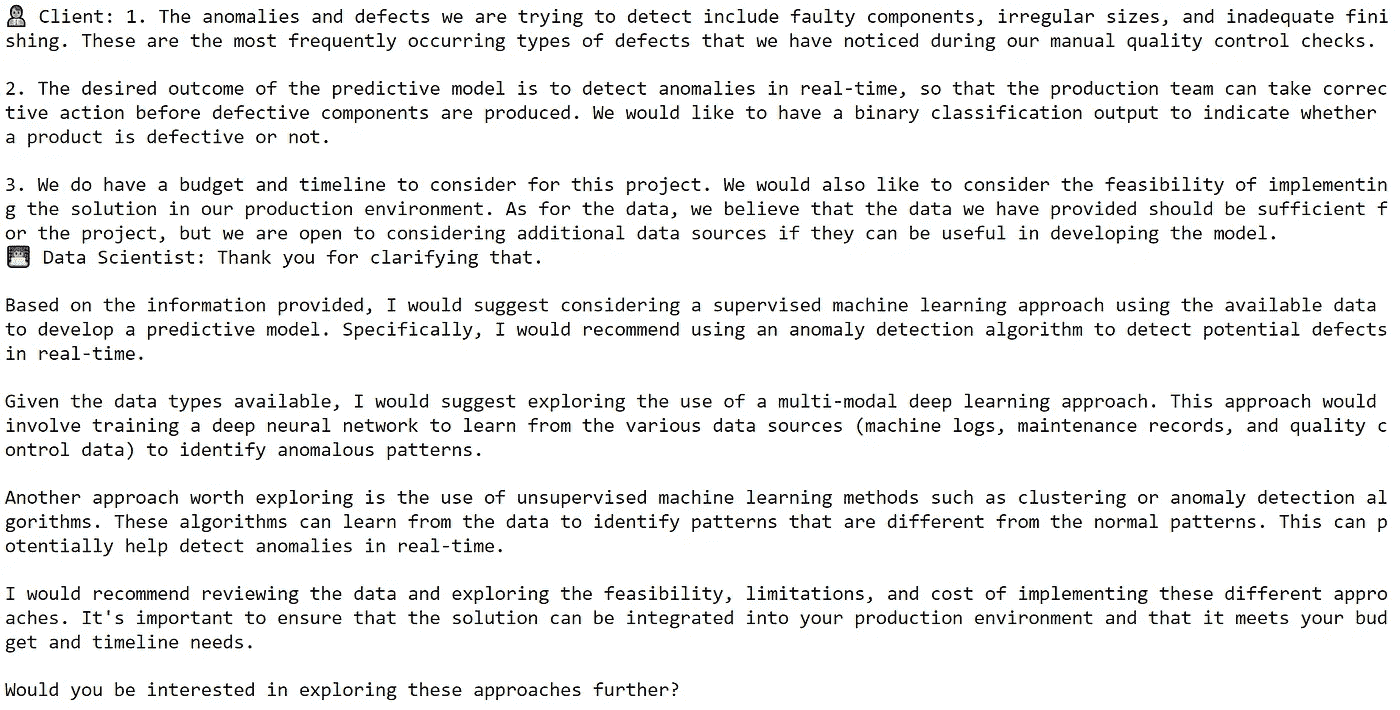 Client: 1. The anomalies and defects we are trying to detect include faulty components, irregular sizes, and inadequate fini
shing. These are the most frequently occurring types of defects that we have noticed during our manual quality control checks.
2. The desired outcome of the predictive model is to detect anomalies in real-time, so that the production team can take correc
tive action before defective components are produced. We would like to have a binary classification output to indicate whether
a product is defective or not.
3. We do have a budget and timeline to consider for this project. We would also like to consider the feasibility of implementin
g the solution in our production environment. As for the data, we believe that the data we have provided should be sufficient f
or the project, but we are open to considering additional data sources if they can be useful in developing the model.
Data Scientist: Thank you for clarifying that.
Based on the information provided, I would suggest considering a supervised machine learning approach using the available data
to develop a predictive model. Specifically, I would recommend using an anomaly detection algorithm to detect potential defects
in real-time.
Given the data types available, I would suggest exploring the use of a multi-modal deep learning approach. This approach would
involve training a deep neural network to learn from the various data sources (machine logs, maintenance records, and quality c
ontrol data) to identify anomalous patterns.
Another approach worth exploring is the use of unsupervised machine learning methods such as clustering or anomaly detection al
gorithms. These algorithms can learn from the data to identify patterns that are different from the normal patterns. This can p
otentially help detect anomalies in real-time.
I would recommend reviewing the data and exploring the feasibility, limitations, and cost of implementing these different appro
aches. It's important to ensure that the solution can be integrated into your production environment and that it meets your bud
get and timeline needs.
Would you be interested in exploring these approaches further?